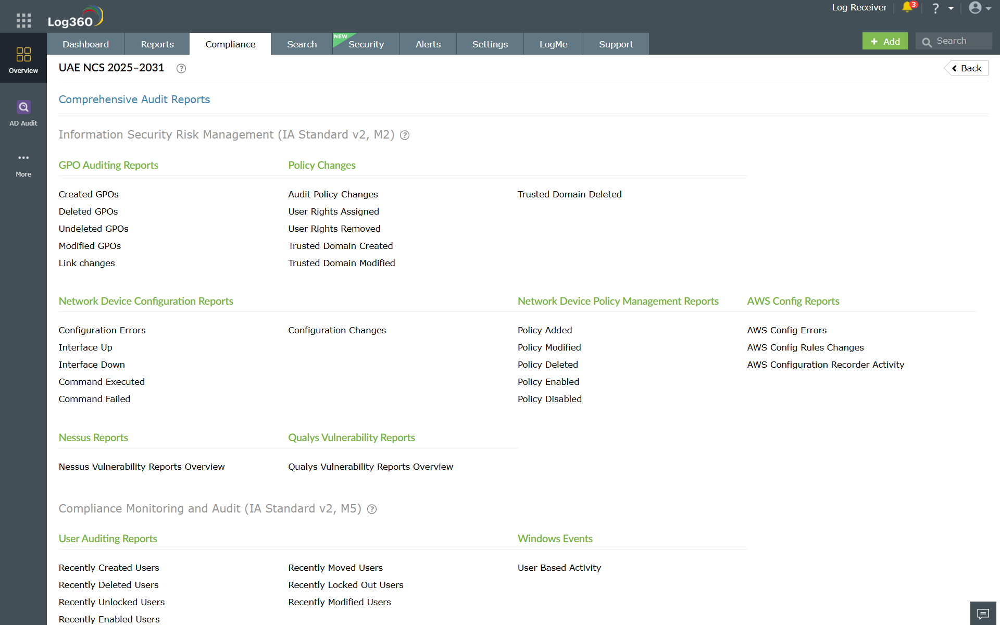 Log360
Log Receiver
3
?
Dashboard
Reports
Compliance
Search
NEW
Security
Alerts
Settings
LogMe
Support
+ Add
Search
Overview
AD Audit
More
UAE NCS 2025–2031 ?
Back
Comprehensive Audit Reports
Information Security Risk Management (IA Standard v2, M2) ?
GPO Auditing Reports
Created GPOs
Deleted GPOs
Undeleted GPOs
Modified GPOs
Link changes
Policy Changes
Audit Policy Changes
User Rights Assigned
User Rights Removed
Trusted Domain Created
Trusted Domain Modified
Trusted Domain Deleted
Network Device Configuration Reports
Configuration Errors
Interface Up
Interface Down
Command Executed
Command Failed
Configuration Changes
Network Device Policy Management Reports
Policy Added
Policy Modified
Policy Deleted
Policy Enabled
Policy Disabled
AWS Config Reports
AWS Config Errors
AWS Config Rules Changes
AWS Configuration Recorder Activity
Nessus Reports
Nessus Vulnerability Reports Overview
Qualys Vulnerability Reports
Qualys Vulnerability Reports Overview
Compliance Monitoring and Audit (IA Standard v2, M5) ?
User Auditing Reports
Recently Created Users
Recently Deleted Users
Recently Unlocked Users
Recently Enabled Users
Recently Moved Users
Recently Locked Out Users
Recently Modified Users
Windows Events
User Based Activity